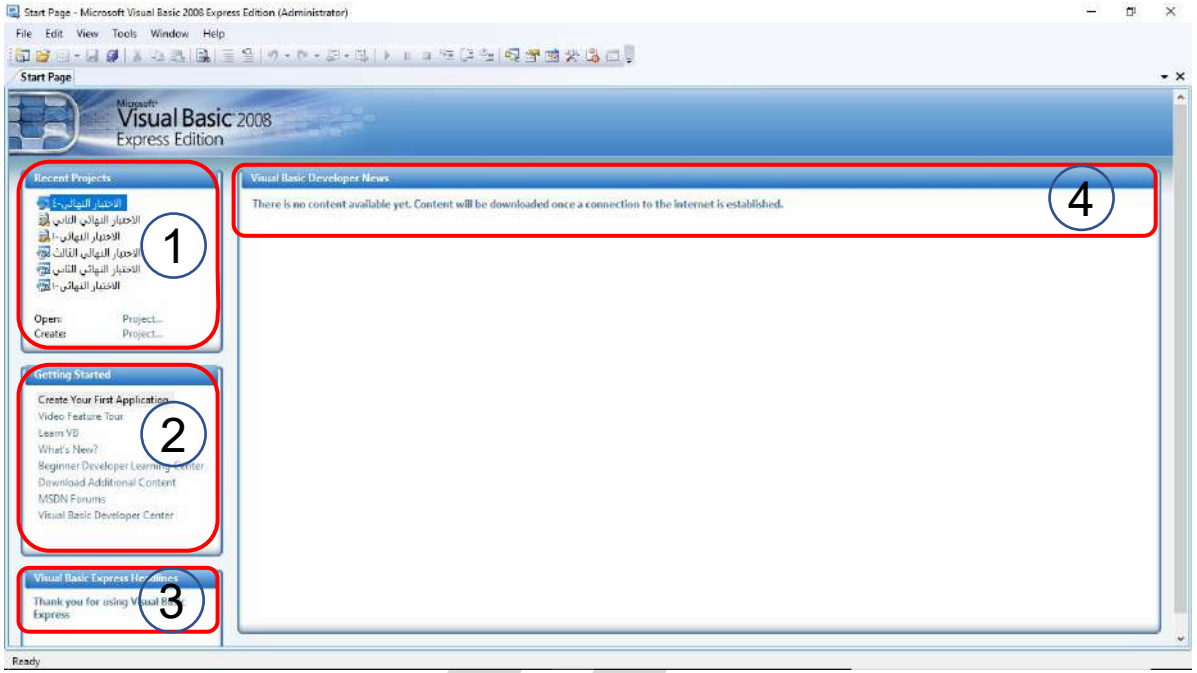 Start Page - Microsoft Visual Basic 2008 Express Edition (Administrator)
File Edit View Tools Window Help
Start Page
Microsoft
Visual Basic 2008
Express Edition
Recent Projects
الاختبار النهائي-٤
الاختبار النهائي الثاني
الاختبار النهائي-١
الاختبار النهائي الثالث
الاختبار النهائي الثاني
الاختبار النهائي-١
1
Open: Project...
Create: Project...
Getting Started
Create Your First Application
Video Feature Tour
Learn VB
What's New?
Beginner Developer Learning Center
Download Additional Content
MSDN Forums
Visual Basic Developer Center
2
Visual Basic Express Headlines
Thank you for using Visual Basic
Express
3
Visual Basic Developer News
There is no content available yet. Content will be downloaded once a connection to the internet is established.
4
Ready